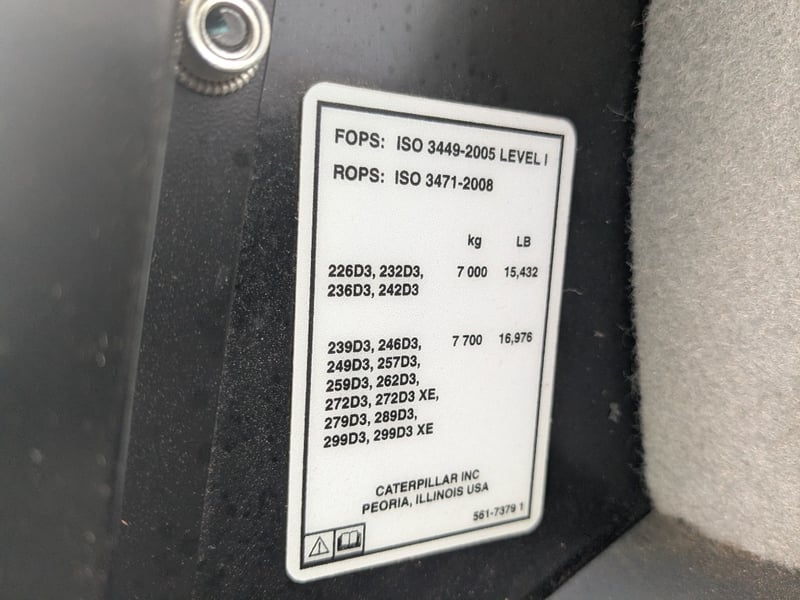 FOPS: ISO 3449-2005 LEVEL I
ROPS: ISO 3471-2008
kg LB
226D3, 232D3, 7 000 15,432
236D3, 242D3
239D3, 246D3, 7 700 16,976
249D3, 257D3,
259D3, 262D3,
272D3, 272D3 XE,
279D3, 289D3,
299D3, 299D3 XE
CATERPILLAR INC
PEORIA, ILLINOIS USA
561-7379 1